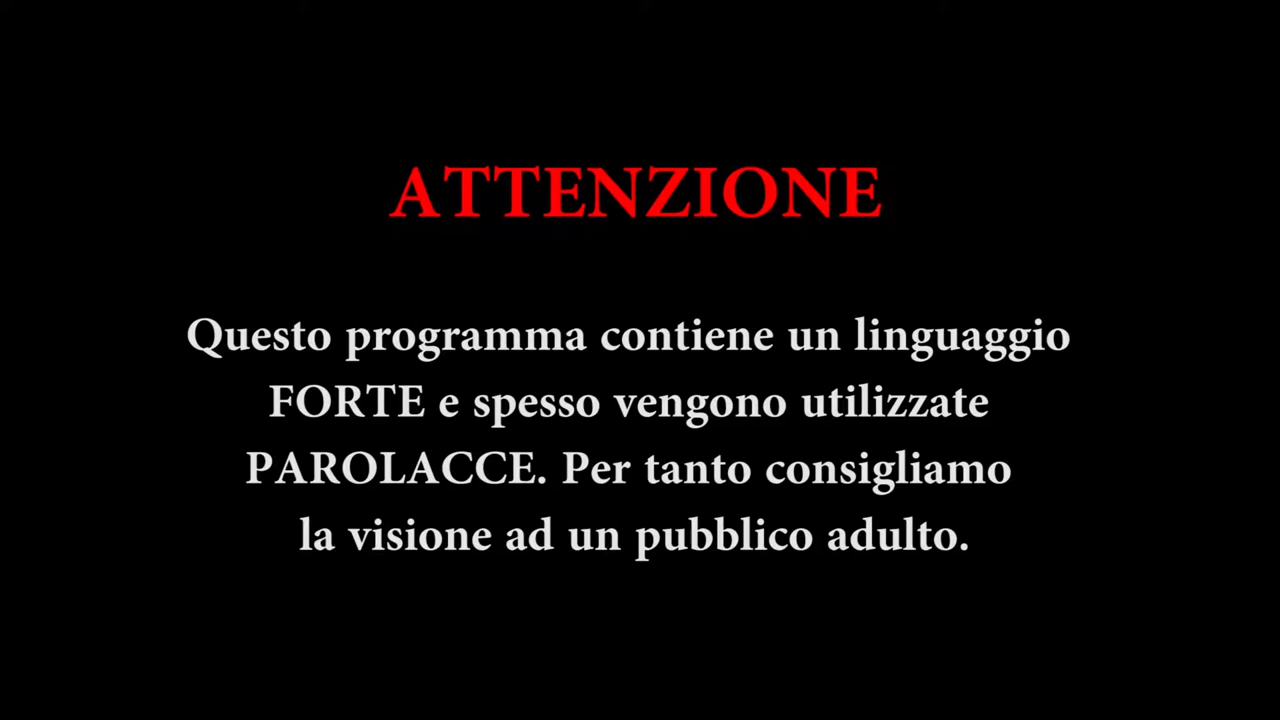 ATTENZIONE
Questo programma contiene un linguaggio
FORTE e spesso vengono utilizzate
PAROLACCE. Per tanto consigliamo
la visione ad un pubblico adulto.